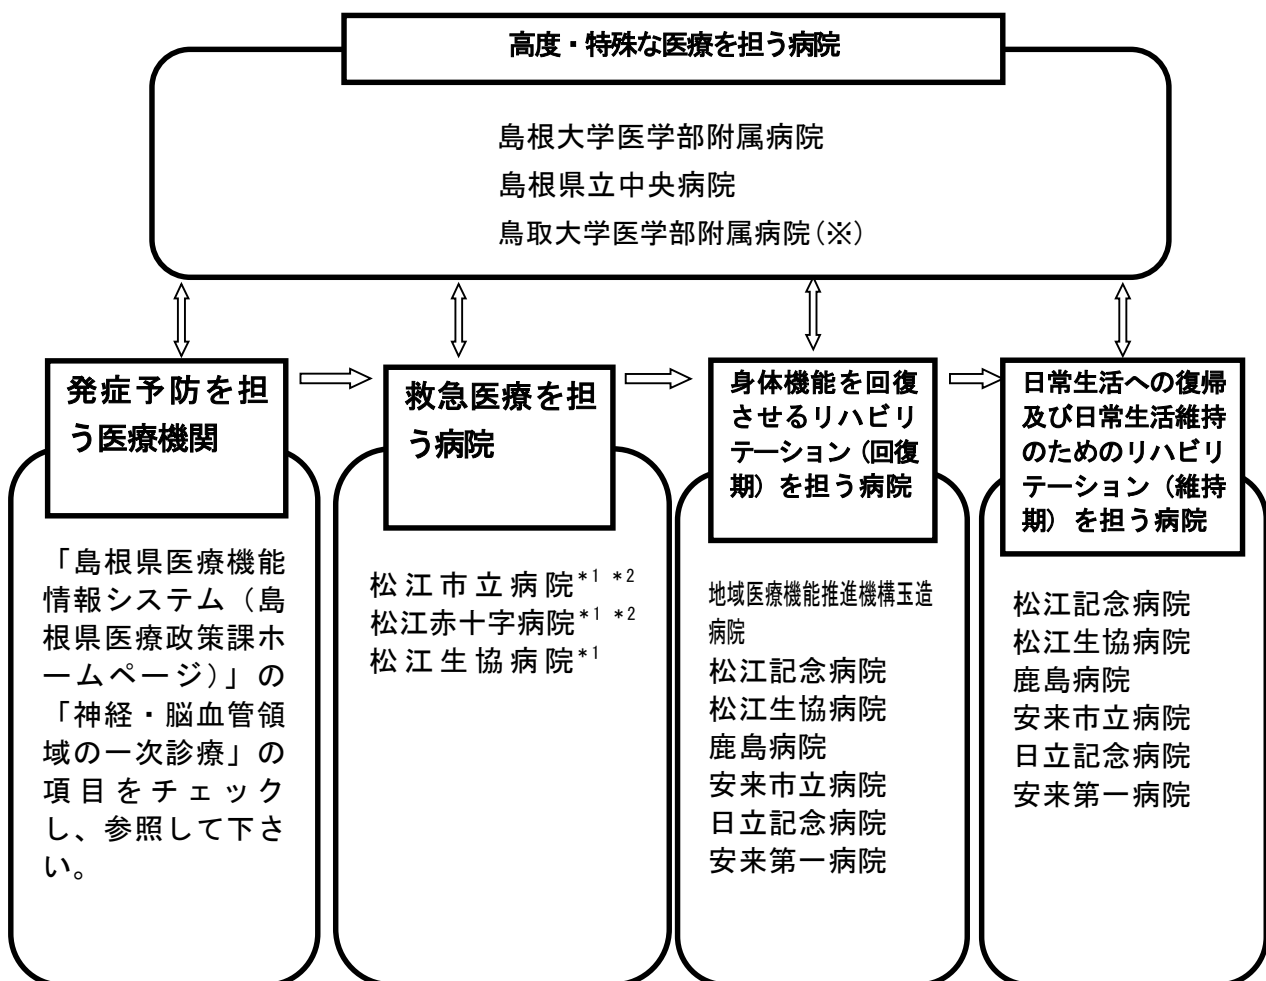 高度・特殊な医療を担う病院
島根大学医学部附属病院
島根県立中央病院
鳥取大学医学部附属病院(※)
発症予防を担
う医療機関
「島根県医療機能
情報システム（島
根県医療政策課ホ
ームページ）」の
「神経・脳血管領
域の一次診療」の
項目をチェック
し、参照して下さ
い。
救急医療を担
う病院
松江市立病院*1 *2
松江赤十字病院*1 *2
松江生協病院*1
身体機能を回復
させるリハビリ
テーション（回復
期）を担う病院
地域医療機能推進機構玉造
病院
松江記念病院
松江生協病院
鹿島病院
安来市立病院
日立記念病院
安来第一病院
日常生活への復帰
及び日常生活維持
のためのリハビリ
テーション（維持
期）を担う病院
松江記念病院
松江生協病院
鹿島病院
安来市立病院
日立記念病院
安来第一病院